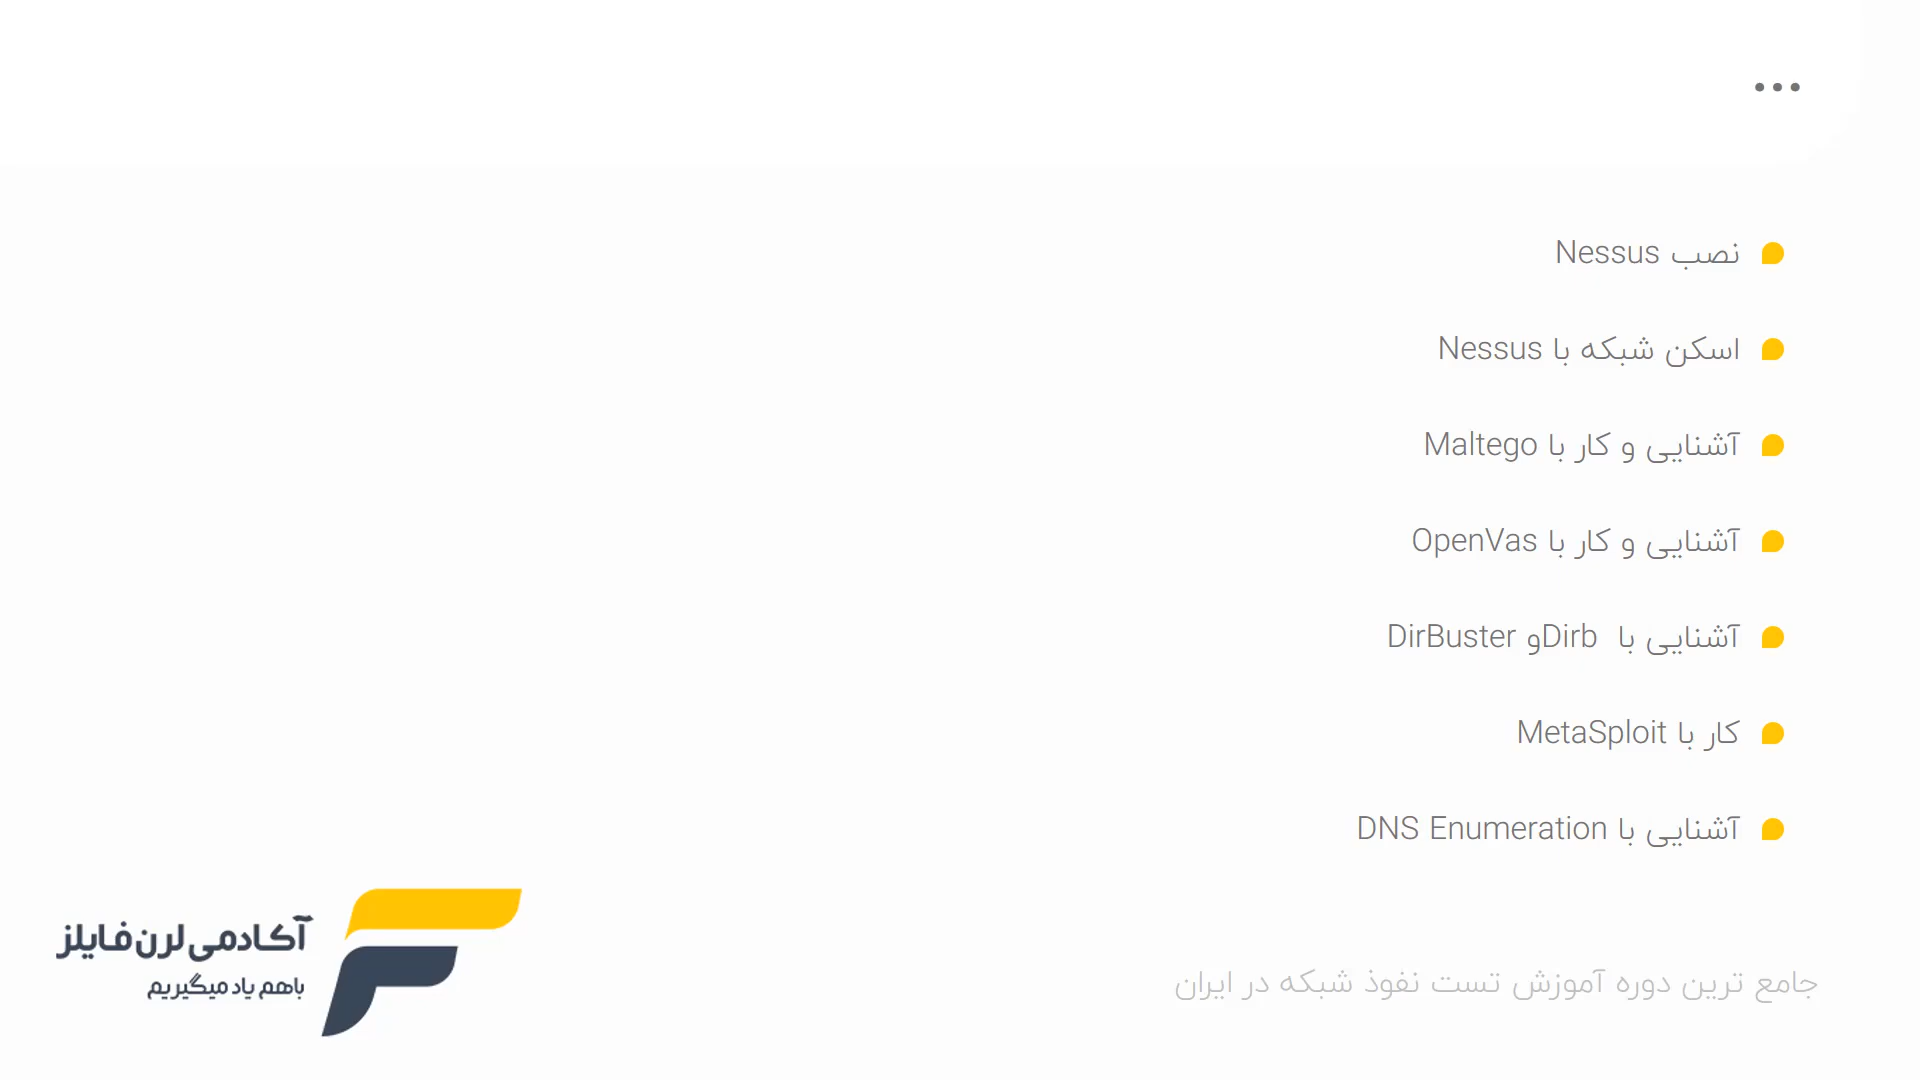 ...
نصب Nessus
اسکن شبکه با Nessus
آشنایی و کار با Maltego
آشنایی و کار با OpenVas
آشنایی با Dirbو DirBuster
کار با MetaSploit
آشنایی با DNS Enumeration
آکادمی لرن فایلز
باهم یاد میگیریم
جامع ترین دوره آموزش تست نفوذ شبکه در ایران